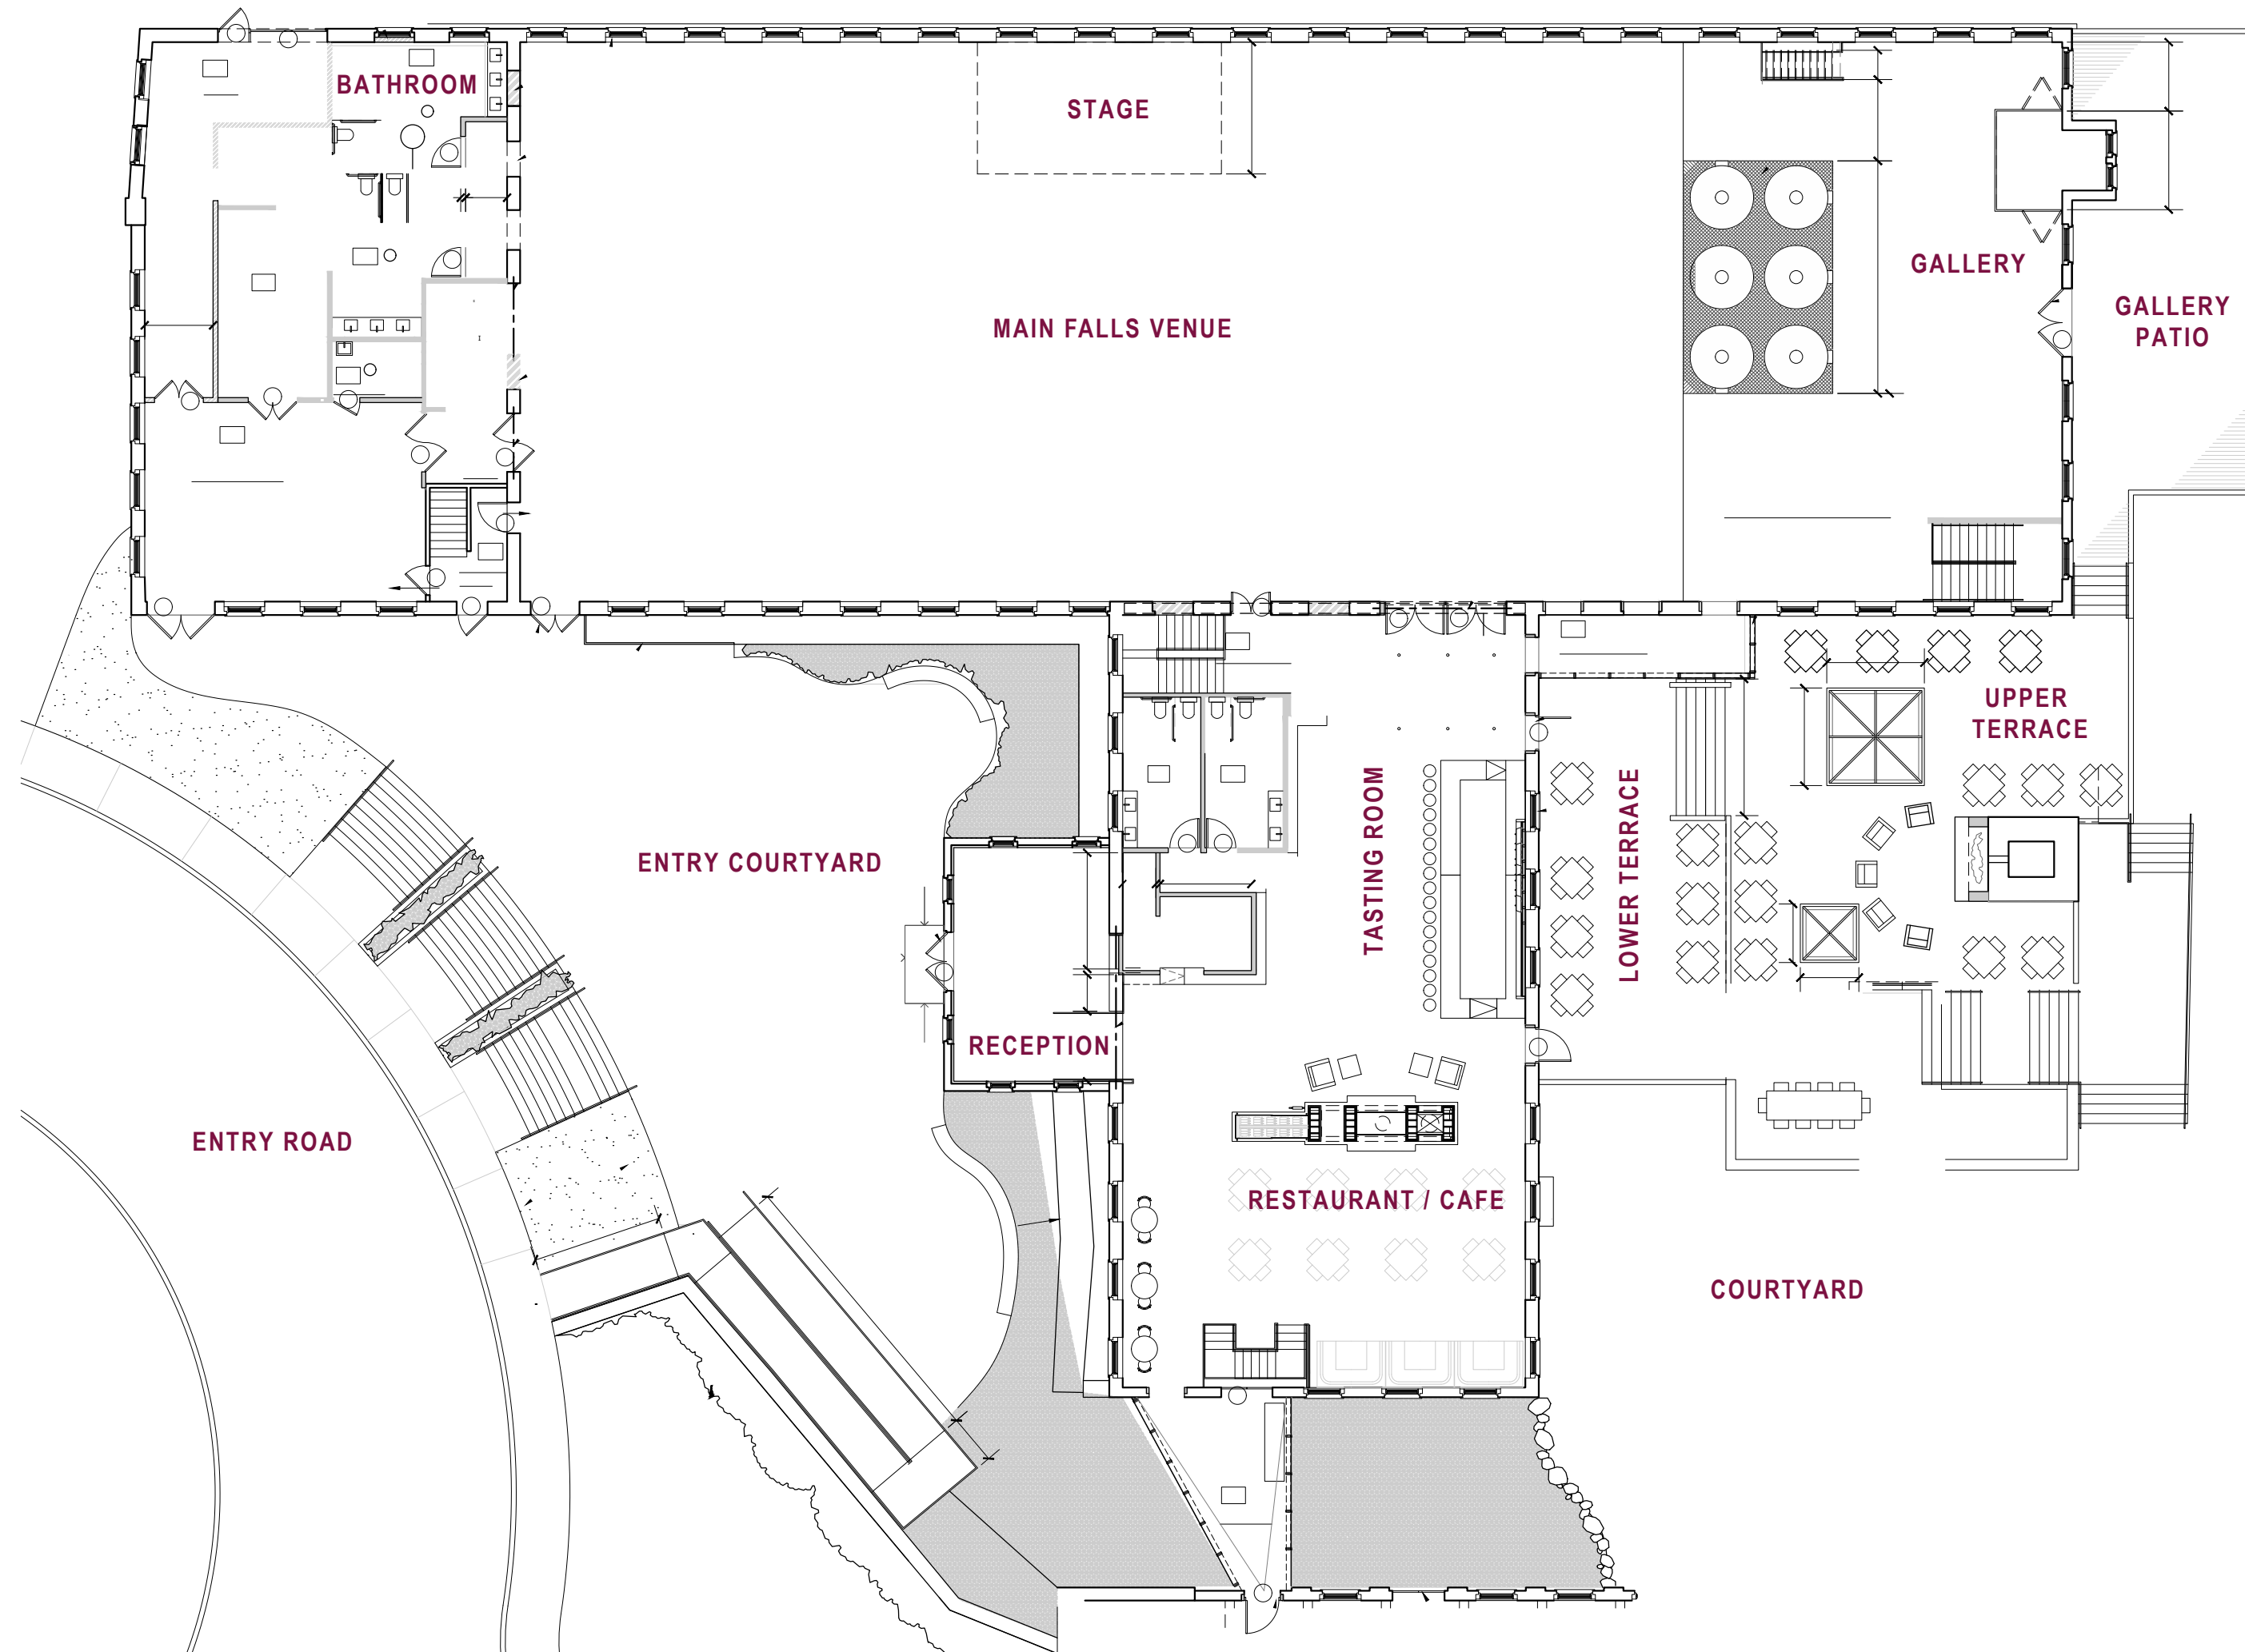 BATHROOM
STAGE
GALLERY
GALLERY
PATIO
MAIN FALLS VENUE
UPPER
TERRACE
TASTING ROOM
LOWER TERRACE
ENTRY COURTYARD
RECEPTION
ENTRY ROAD
RESTAURANT / CAFE
COURTYARD